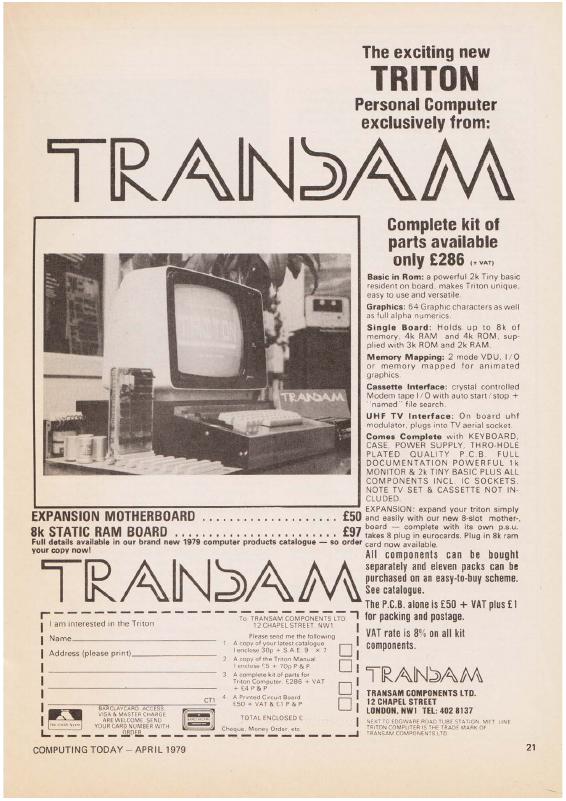 The exciting new
TRITON
Personal Computer
exclusively from:
TRANSAM
Complete kit of
parts available
only £286 (+ VAT)
Basic in Rom: a powerful 2k Tiny basic
resident on board, makes Triton unique,
easy to use and versatile.
Graphics: 64 Graphic characters as well
as full alpha numerics.
Single Board: Holds up to 8k of
memory, 4k RAM and 4k ROM, sup-
plied with 3k ROM and 2k RAM.
Memory Mapping: 2 mode VDU, I/O
or memory mapped for animated
graphics.
Cassette Interface: crystal controlled
Modem tape I/O with auto start/stop +
"named" file search.
UHF TV Interface: On board uhf
modulator, plugs into TV aerial socket.
Comes Complete with KEYBOARD,
CASE, POWER SUPPLY, THRO-HOLE
PLATED QUALITY P.C.B. FULL
DOCUMENTATION POWERFUL 1k
MONITOR & 2k TINY BASIC PLUS ALL
COMPONENTS INCL. IC SOCKETS.
NOTE TV SET & CASSETTE NOT IN-
CLUDED.
EXPANSION: expand your triton simply
and easily with our new 8-slot mother-
board — complete with its own p.s.u.
takes 8 plug in eurocards. Plug in 8k ram
card now available.
All components can be bought
separately and eleven packs can be
purchased on an easy-to-buy scheme.
See catalogue.
The P.C.B. alone is £50 + VAT plus £1
for packing and postage.
VAT rate is 8% on all kit
components.
TRANSAM
TRANSAM COMPONENTS LTD.
12 CHAPEL STREET
LONDON, NW1 TEL: 402 8137
NEXT TO EDGWARE ROAD TUBE STATION, MET. LINE
TRITON COMPUTER IS THE TRADE MARK OF
TRANSAM COMPONENTS LTD.
TRITON
TRANSAM
EXPANSION MOTHERBOARD .................... £50
8k STATIC RAM BOARD ........................ £97
Full details available in our brand new 1979 computer products catalogue — so order
your copy now!
TRANSAM
I am interested in the Triton
Name
Address (please print)
CT1
BARCLAYCARD, ACCESS,
VISA & MASTER CHARGE
ARE WELCOME. SEND
YOUR CARD NUMBER WITH
ORDER
To: TRANSAM COMPONENTS LTD.
12 CHAPEL STREET, NW1
Please send me the following
1. A copy of your latest catalogue
I enclose 30p + S.A.E. 9 × 7
2. A copy of the Triton Manual
I enclose £5 + 70p P & P
3. A complete kit of parts for
Triton Computer, £286 + VAT
+ £4 P & P
4. A Printed Circuit Board
£50 + VAT & £1 P & P
TOTAL ENCLOSED £
Cheque, Money Order, etc.
COMPUTING TODAY — APRIL 1979
21